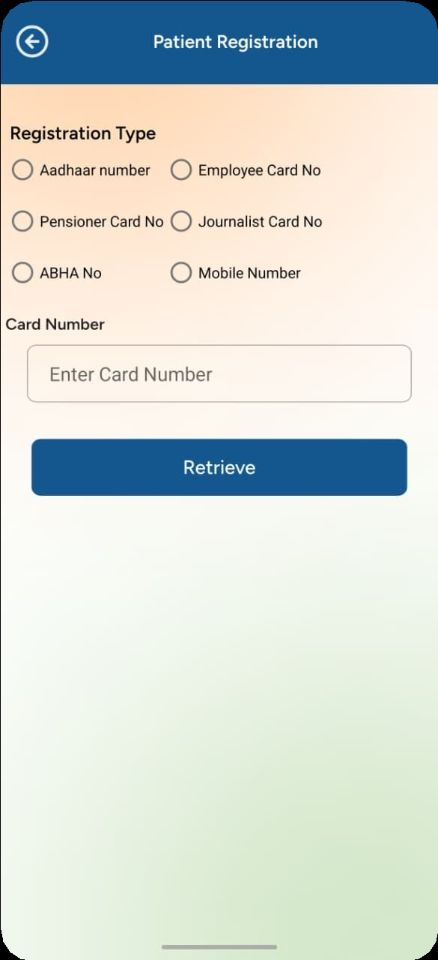 Patient Registration
Registration Type
Aadhaar number Employee Card No
Pensioner Card No Journalist Card No
ABHA No Mobile Number
Card Number
Enter Card Number
Retrieve